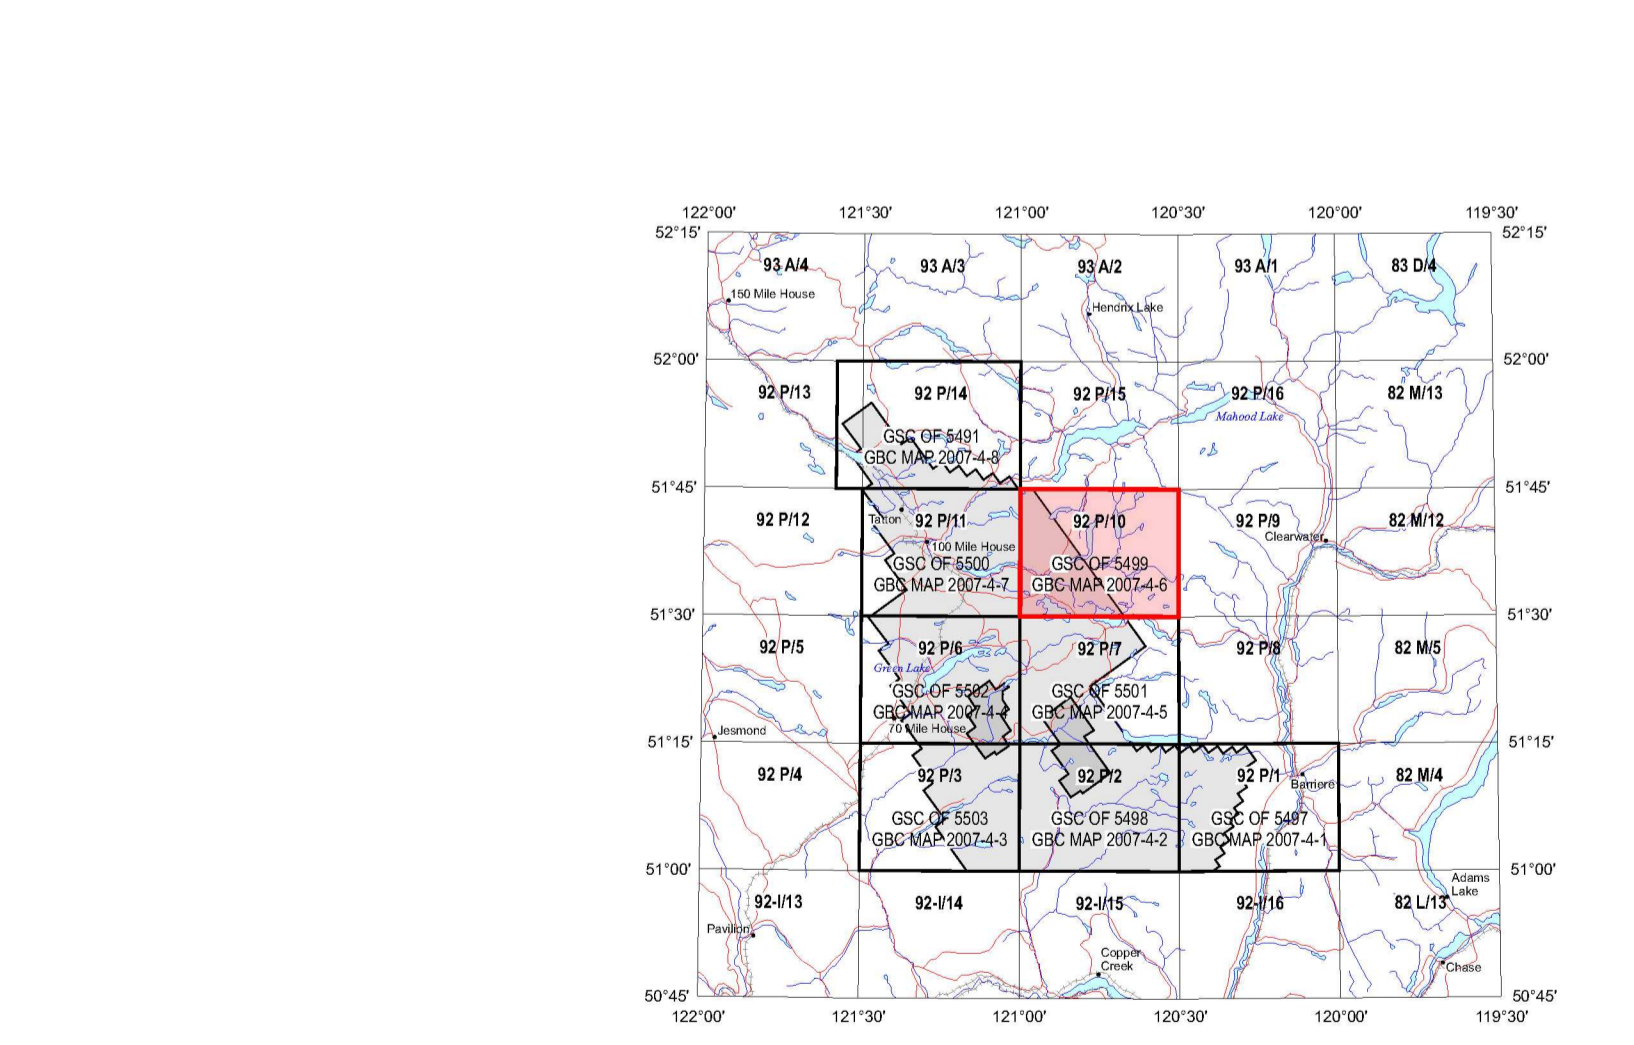 122°00' 121°30' 121°00' 120°30' 120°00' 119°30'
52°15' 52°15'
93 A/4 93 A/3 93 A/2 93 A/1 83 D/4
150 Mile House
Hendrix Lake
52°00' 52°00'
92 P/13 92 P/14 92 P/15 92 P/16 82 M/13
Mahood Lake
GSC OF 5491
GBC MAP 2007-4-8
51°45' 51°45'
92 P/12 Tatton 92 P/11 92 P/10 92 P/9 82 M/12
Clearwater
100 Mile House
GSC OF 5500 GSC OF 5499
GBC MAP 2007-4-7 GBC MAP 2007-4-6
51°30' 51°30'
92 P/5 92 P/6 92 P/7 92 P/8 82 M/5
Green Lake
GSC OF 5502 GSC OF 5501
GBC MAP 2007-4-4 GBC MAP 2007-4-5
70 Mile House
Jesmond
51°15' 51°15'
92 P/4 92 P/3 92 P/2 92 P/1 82 M/4
Barriere
GSC OF 5503 GSC OF 5498 GSC OF 5497
GBC MAP 2007-4-3 GBC MAP 2007-4-2 GBC MAP 2007-4-1
51°00' 51°00'
Adams
Lake
92-I/13 92-I/14 92-I/15 92-I/16 82 L/13
Pavilion
Copper
Creek
Chase
50°45' 50°45'
122°00' 121°30' 121°00' 120°30' 120°00' 119°30'